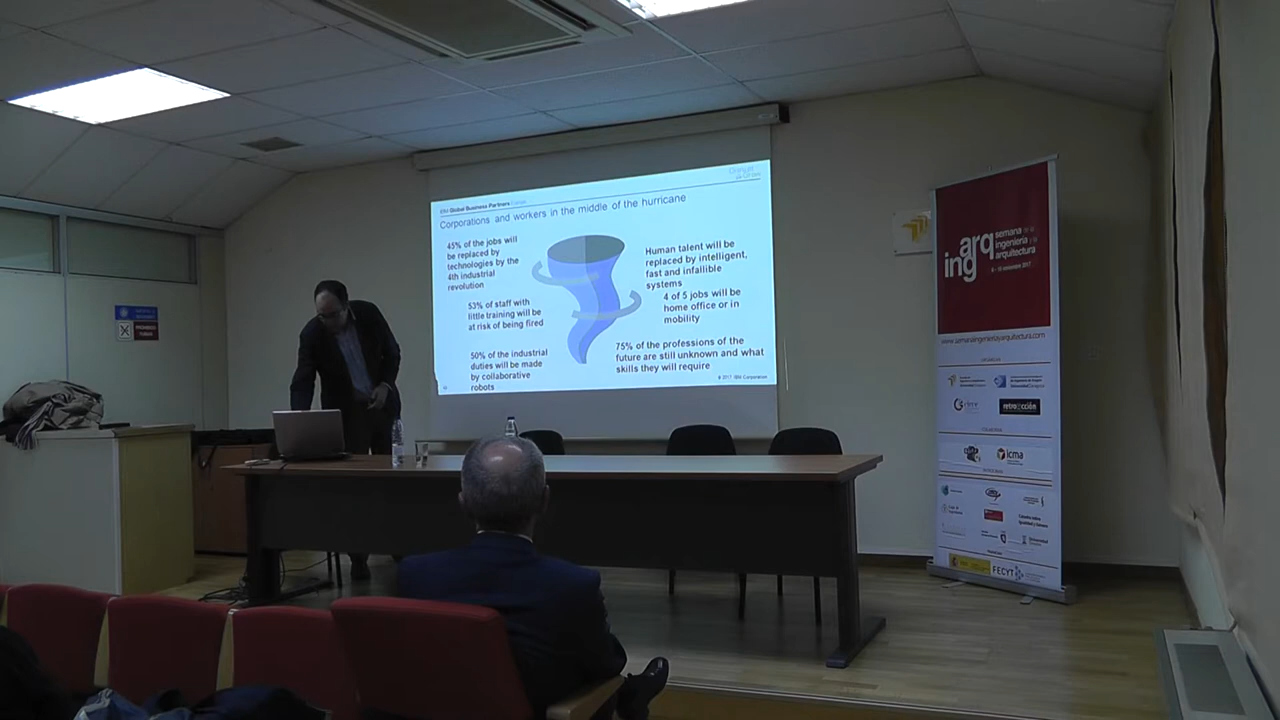 Global Business Partners
Corporations and workers in the middle of the hurricane
45% of the jobs will
be replaced by
technologies by the
4th industrial
revolution
53% of staff with
little training will be
at risk of being fired
50% of the industrial
duties will be made
by collaborative
robots
Human talent will be
replaced by intelligent,
fast and infallible
systems
4 of 5 jobs will be
home office or in
mobility
75% of the professions of the
future are still unknown and what
skills they will require
© 2017 IBM Corporation
ing
arq
semana
ingeniería
arquitectura
www.semanaingenieriayarquitectura.com
retroacción
icma
FECYT